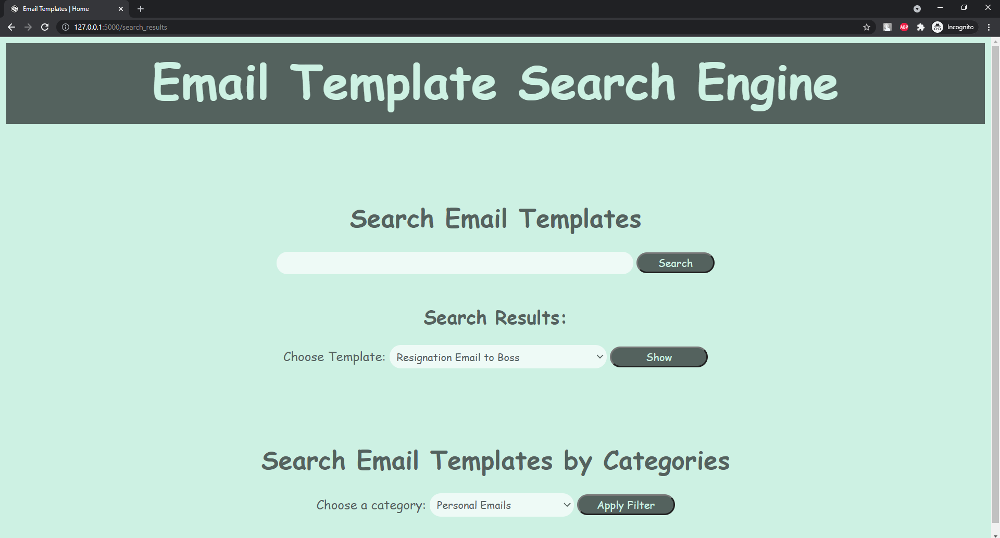 Email Templates | Home
127.0.0.1:5000/search_results
ABP
Incognito
Email Template Search Engine
Search Email Templates
Search
Search Results:
Choose Template: Resignation Email to Boss Show
Search Email Templates by Categories
Choose a category: Personal Emails Apply Filter